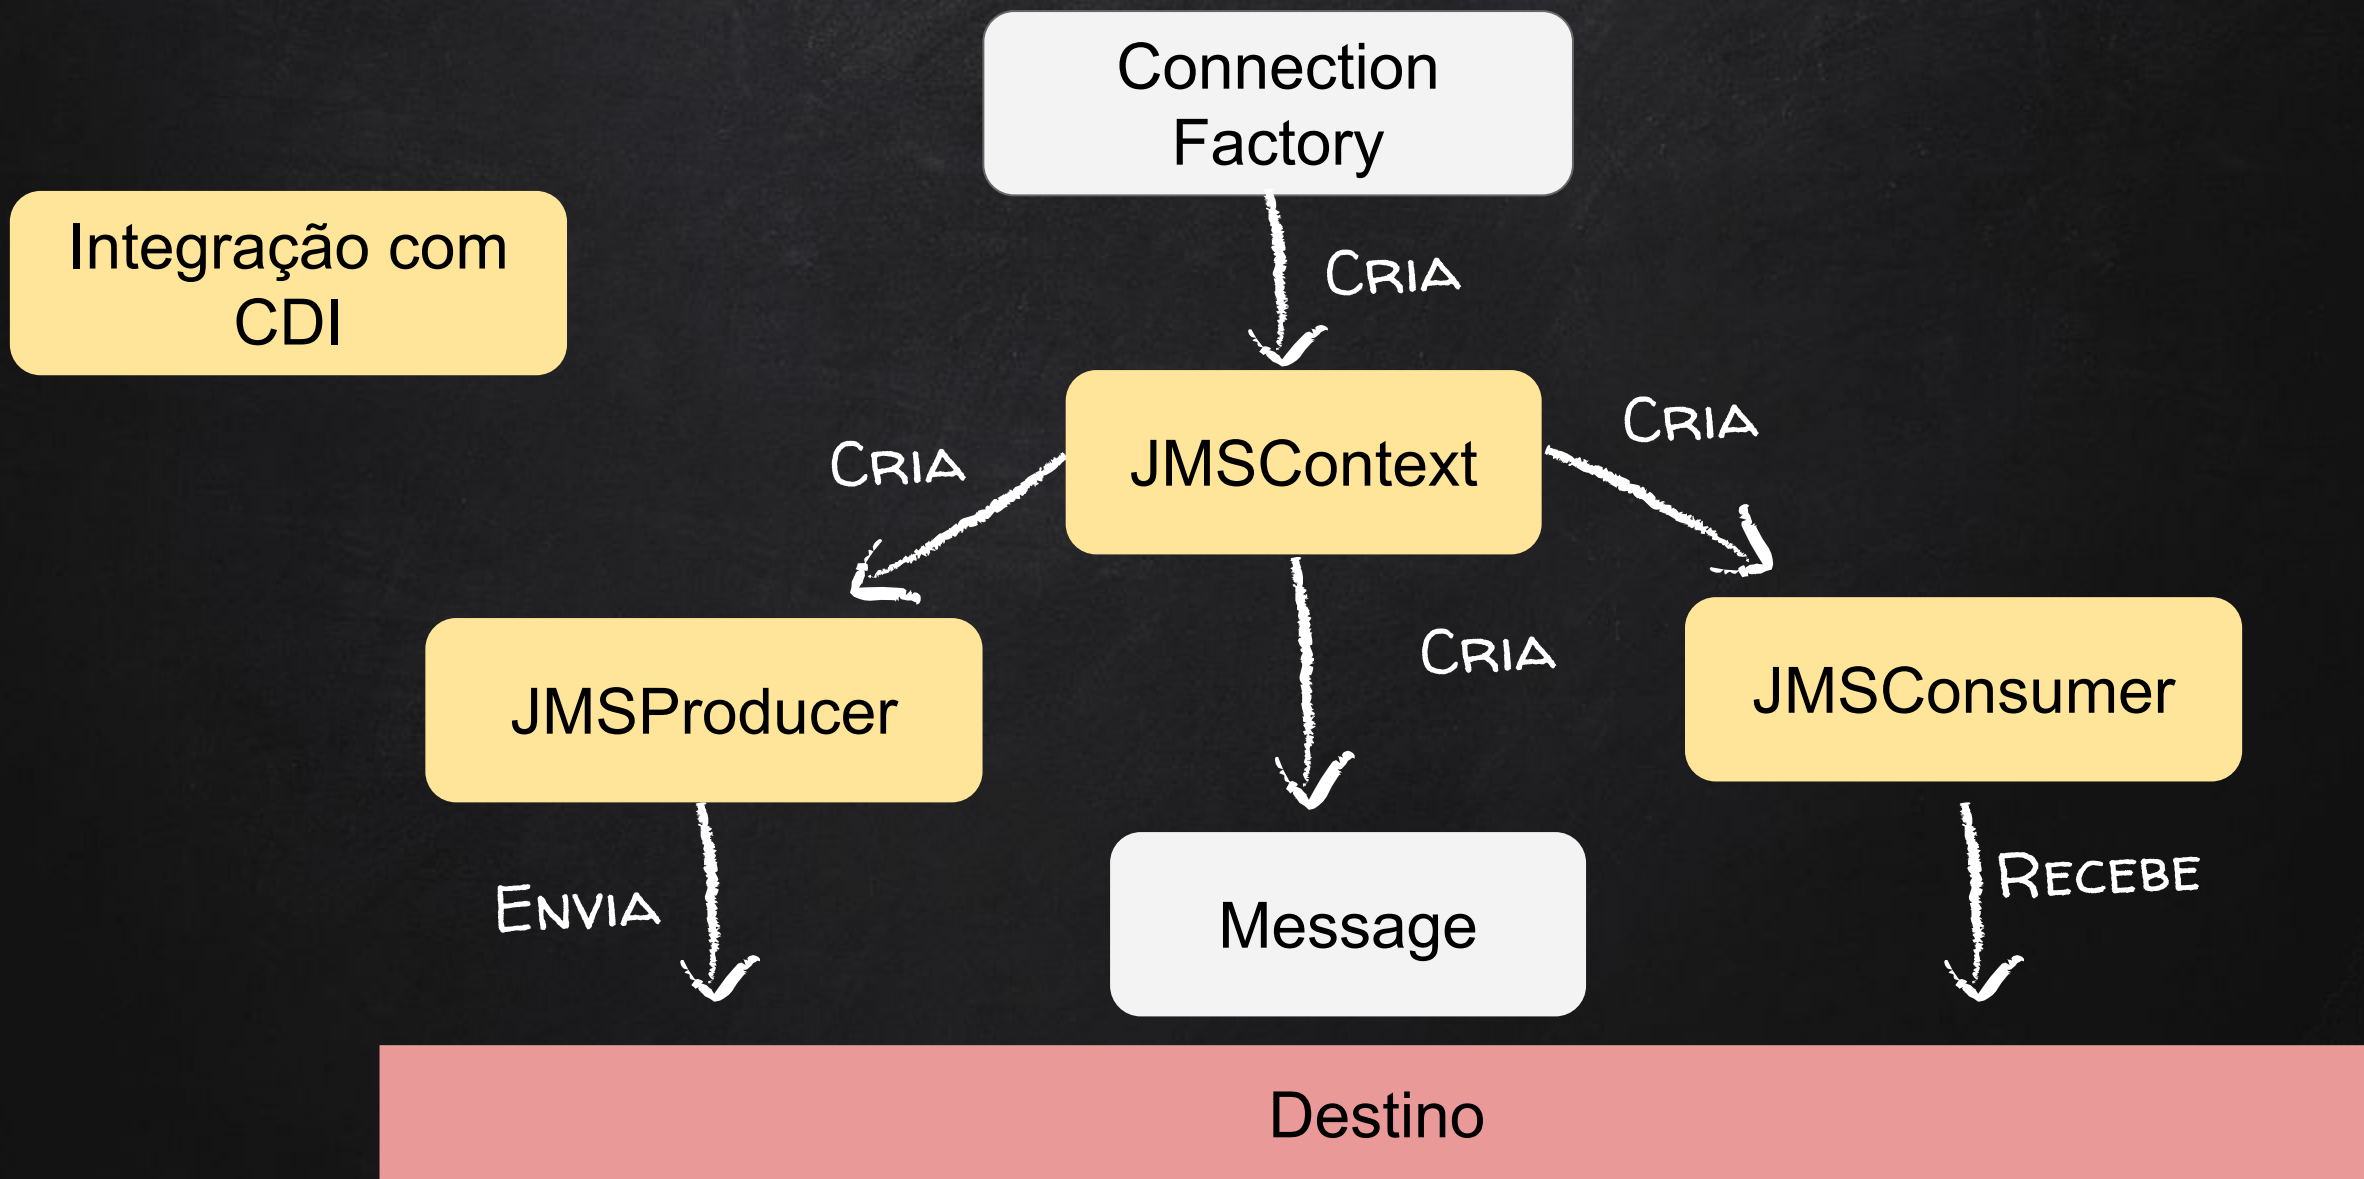 Connection
Factory
Integração com
CDI
CRIA
CRIA
CRIA
JMSContext
CRIA
JMSProducer
JMSConsumer
ENVIA
Message
RECEBE
Destino